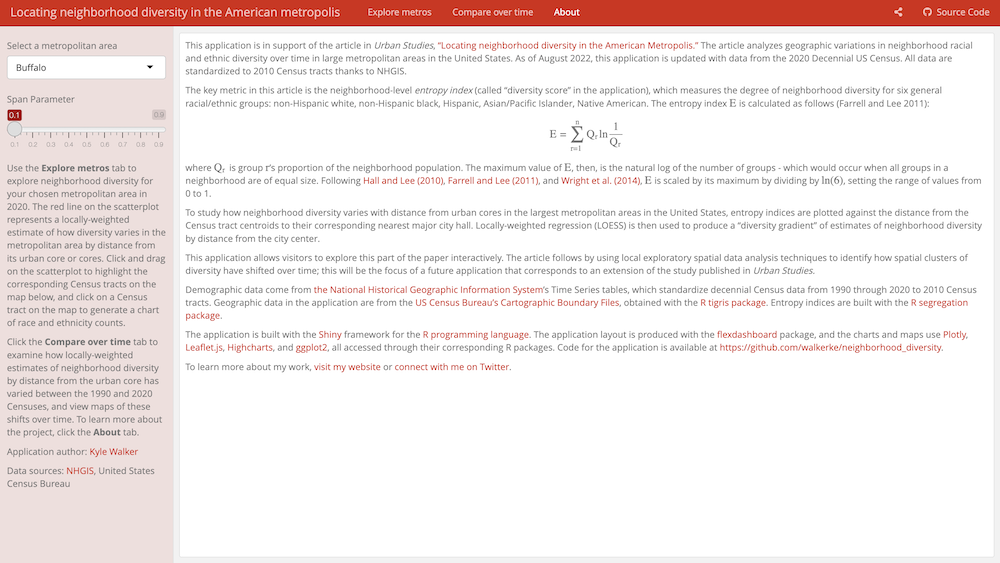 Locating neighborhood diversity in the American metropolis
Explore metros
Compare over time
About
Source Code
Select a metropolitan area
Buffalo
Span Parameter
0.1
0.9
0.1 0.2 0.3 0.4 0.5 0.6 0.7 0.8 0.9
Use the Explore metros tab to
explore neighborhood diversity for
your chosen metropolitan area in
2020. The red line on the scatterplot
represents a locally-weighted
estimate of how diversity varies in the
metropolitan area by distance from
its urban core or cores. Click and drag
on the scatterplot to highlight the
corresponding Census tracts on the
map below, and click on a Census
tract on the map to generate a chart
of race and ethnicity counts.
Click the Compare over time tab to
examine how locally-weighted
estimates of neighborhood diversity
by distance from the urban core has
varied between the 1990 and 2020
Censuses, and view maps of these
shifts over time. To learn more about
the project, click the About tab.
Application author: Kyle Walker
Data sources: NHGIS, United States
Census Bureau
This application is in support of the article in Urban Studies, “Locating neighborhood diversity in the American Metropolis.” The article analyzes geographic variations in neighborhood racial
and ethnic diversity over time in large metropolitan areas in the United States. As of August 2022, this application is updated with data from the 2020 Decennial US Census. All data are
standardized to 2010 Census tracts thanks to NHGIS.
The key metric in this article is the neighborhood-level entropy index (called “diversity score” in the application), which measures the degree of neighborhood diversity for six general
racial/ethnic groups: non-Hispanic white, non-Hispanic black, Hispanic, Asian/Pacific Islander, Native American. The entropy index E is calculated as follows (Farrell and Lee 2011):
E = ∑ n r=1 Qᵣ ln 1/Qᵣ
where Qᵣ is group r's proportion of the neighborhood population. The maximum value of E, then, is the natural log of the number of groups - which would occur when all groups in a
neighborhood are of equal size. Following Hall and Lee (2010), Farrell and Lee (2011), and Wright et al. (2014), E is scaled by its maximum by dividing by ln(6), setting the range of values from
0 to 1.
To study how neighborhood diversity varies with distance from urban cores in the largest metropolitan areas in the United States, entropy indices are plotted against the distance from the
Census tract centroids to their corresponding nearest major city hall. Locally-weighted regression (LOESS) is then used to produce a “diversity gradient” of estimates of neighborhood diversity
by distance from the city center.
This application allows visitors to explore this part of the paper interactively. The article follows by using local exploratory spatial data analysis techniques to identify how spatial clusters of
diversity have shifted over time; this will be the focus of a future application that corresponds to an extension of the study published in Urban Studies.
Demographic data come from the National Historical Geographic Information System's Time Series tables, which standardize decennial Census data from 1990 through 2020 to 2010 Census
tracts. Geographic data in the application are from the US Census Bureau's Cartographic Boundary Files, obtained with the R tigris package. Entropy indices are built with the R segregation
package.
The application is built with the Shiny framework for the R programming language. The application layout is produced with the flexdashboard package, and the charts and maps use Plotly,
Leaflet.js, Highcharts, and ggplot2, all accessed through their corresponding R packages. Code for the application is available at https://github.com/walkerke/neighborhood_diversity.
To learn more about my work, visit my website or connect with me on Twitter.